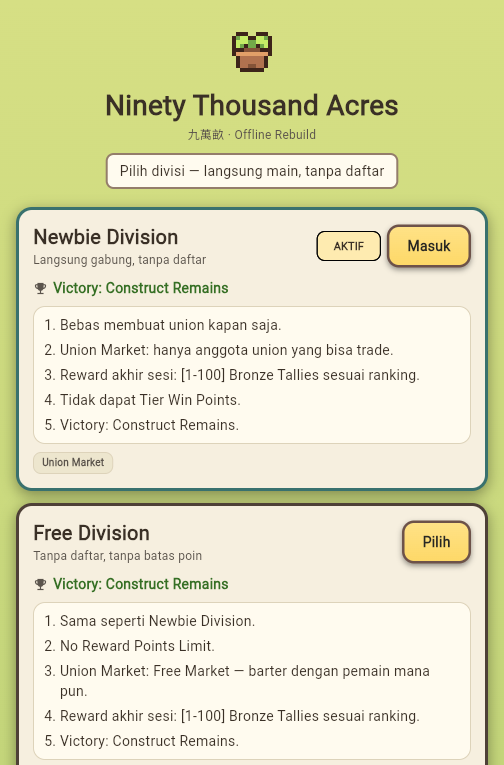 Ninety Thousand Acres
九萬畝 · Offline Rebuild
Pilih divisi — langsung main, tanpa daftar
Newbie Division
Langsung gabung, tanpa daftar
AKTIF
Masuk
Victory: Construct Remains
1. Bebas membuat union kapan saja.
2. Union Market: hanya anggota union yang bisa trade.
3. Reward akhir sesi: [1-100] Bronze Tallies sesuai ranking.
4. Tidak dapat Tier Win Points.
5. Victory: Construct Remains.
Union Market
Free Division
Tanpa daftar, tanpa batas poin
Pilih
Victory: Construct Remains
1. Sama seperti Newbie Division.
2. No Reward Points Limit.
3. Union Market: Free Market — barter dengan pemain mana
pun.
4. Reward akhir sesi: [1-100] Bronze Tallies sesuai ranking.
5. Victory: Construct Remains.